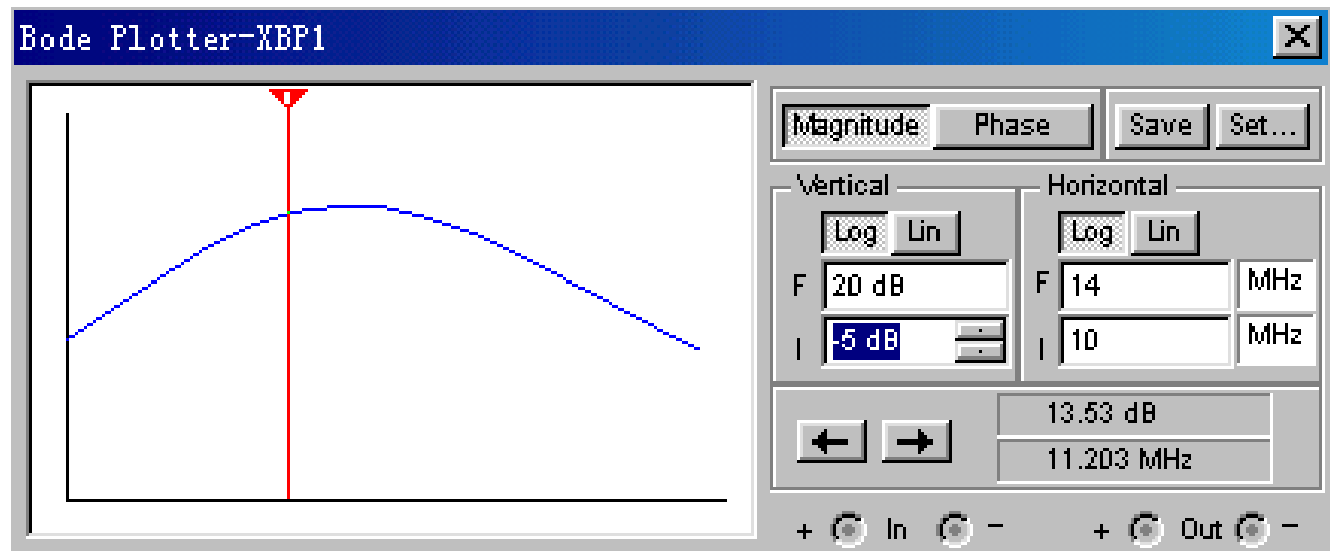 Bode Plotter-XBP1
Magnitude Phase Save Set...
Vertical Horizontal
Log Lin Log Lin
F 20 dB F 14 MHz
I -5 dB I 10 MHz
13.53 dB
11.203 MHz
+ In - + Out -